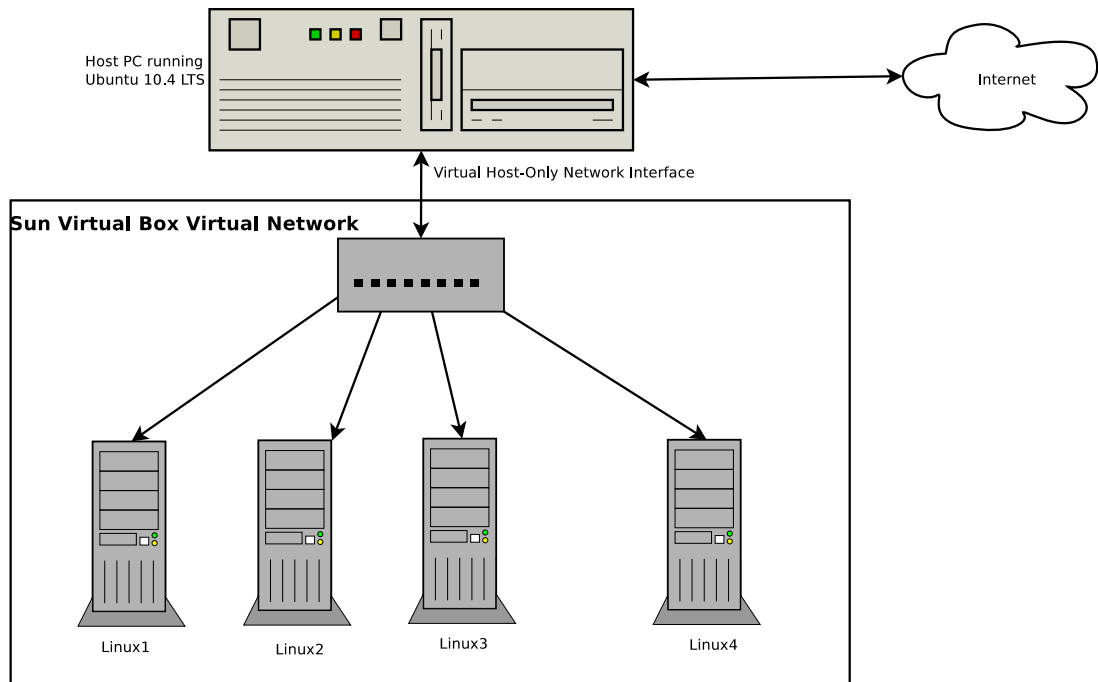 Host PC running
Ubuntu 10.4 LTS
Internet
Virtual Host-Only Network Interface
Sun Virtual Box Virtual Network
Linux1
Linux2
Linux3
Linux4